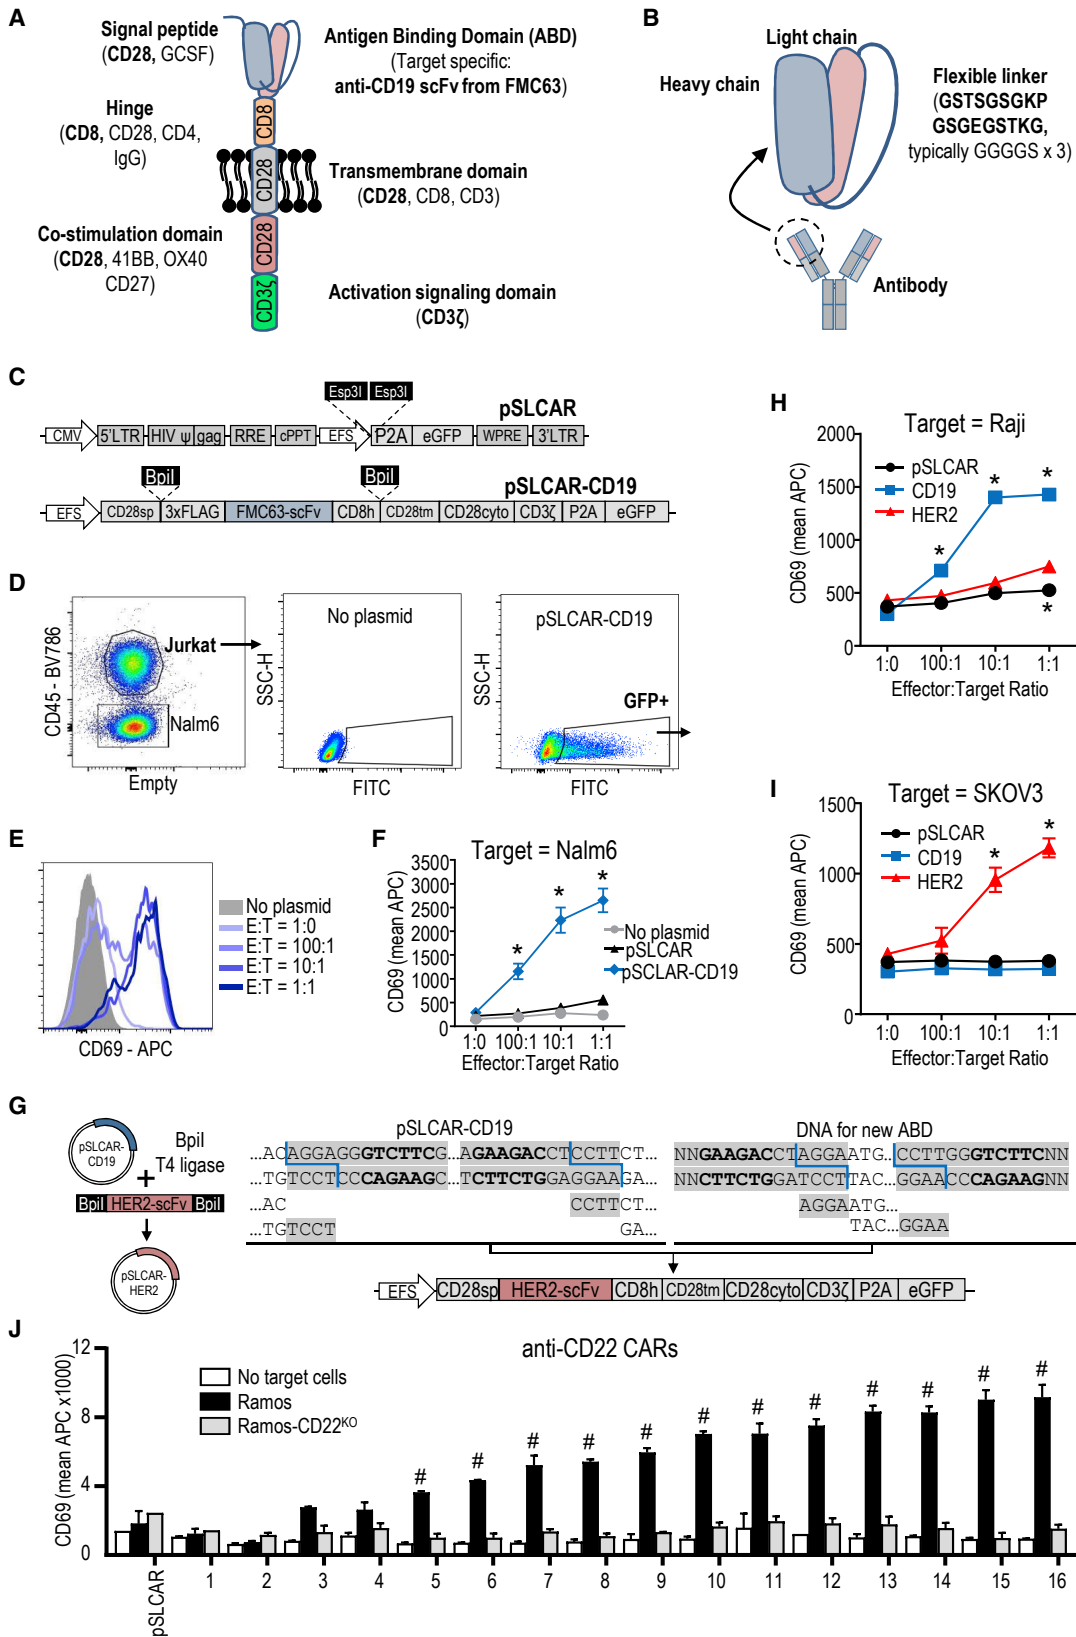 A
Signal peptide
(CD28, GCSF)
Antigen Binding Domain (ABD)
(Target specific:
anti-CD19 scFv from FMC63)
Hinge
(CD8, CD28, CD4,
IgG)
CD8
CD28
CD28
CD3ζ
Transmembrane domain
(CD28, CD8, CD3)
Co-stimulation domain
(CD28, 41BB, OX40
CD27)
Activation signaling domain
(CD3ζ)
B
Light chain
Heavy chain
Flexible linker
(GSTSGSGKP
GSGEGSTKG,
typically GGGGS x 3)
Antibody
C
Esp3I Esp3I
pSLCAR
CMV 5'LTR HIV ψ gag RRE cPPT EFS P2A eGFP WPRE 3'LTR
BpiI BpiI
pSLCAR-CD19
EFS CD28sp 3xFLAG FMC63-scFv CD8h CD28tm CD28cyto CD3ζ P2A eGFP
D
CD45 - BV786
Jurkat
Nalm6
Empty
No plasmid
SSC-H
FITC
pSLCAR-CD19
SSC-H
GFP+
FITC
E
No plasmid
E:T = 1:0
E:T = 100:1
E:T = 10:1
E:T = 1:1
CD69 - APC
F
Target = Nalm6
CD69 (mean APC)
3500
3000
2500
2000
1500
1000
500
0
* * *
No plasmid
pSLCAR
pSCLAR-CD19
1:0 100:1 10:1 1:1
Effector:Target Ratio
H
Target = Raji
CD69 (mean APC)
2000
1500
1000
500
0
pSLCAR
CD19
HER2
* * *
*
1:0 100:1 10:1 1:1
Effector:Target Ratio
I
Target = SKOV3
CD69 (mean APC)
1500
1000
500
0
pSLCAR
CD19
HER2
* *
1:0 100:1 10:1 1:1
Effector:Target Ratio
G
pSLCAR-
CD19
+
BpiI
T4 ligase
BpiI HER2-scFv BpiI
pSLCAR-
HER2
pSLCAR-CD19
...ACAGGAGGGGTCTTCG...AGAAGACCTCCTTCT...
...TGTCCTCCCCAGAAGC...TCTTCTGGAGGAAGA...
...AC CCTTCT...
...TGTCCT GA...
DNA for new ABD
NNGAAGACCTAGGAATG..CCTTGGGTCTTCNN
NNCTTCTGGATCCTTAC..GGAACCCAGAAGNN
AGGAATG...
TAC...GGAA
EFS CD28sp HER2-scFv CD8h CD28tm CD28cyto CD3ζ P2A eGFP
J
anti-CD22 CARs
CD69 (mean APC x1000)
12
8
4
0
No target cells
Ramos
Ramos-CD22KO
# # # # # # # # # # # #
pSLCAR 1 2 3 4 5 6 7 8 9 10 11 12 13 14 15 16